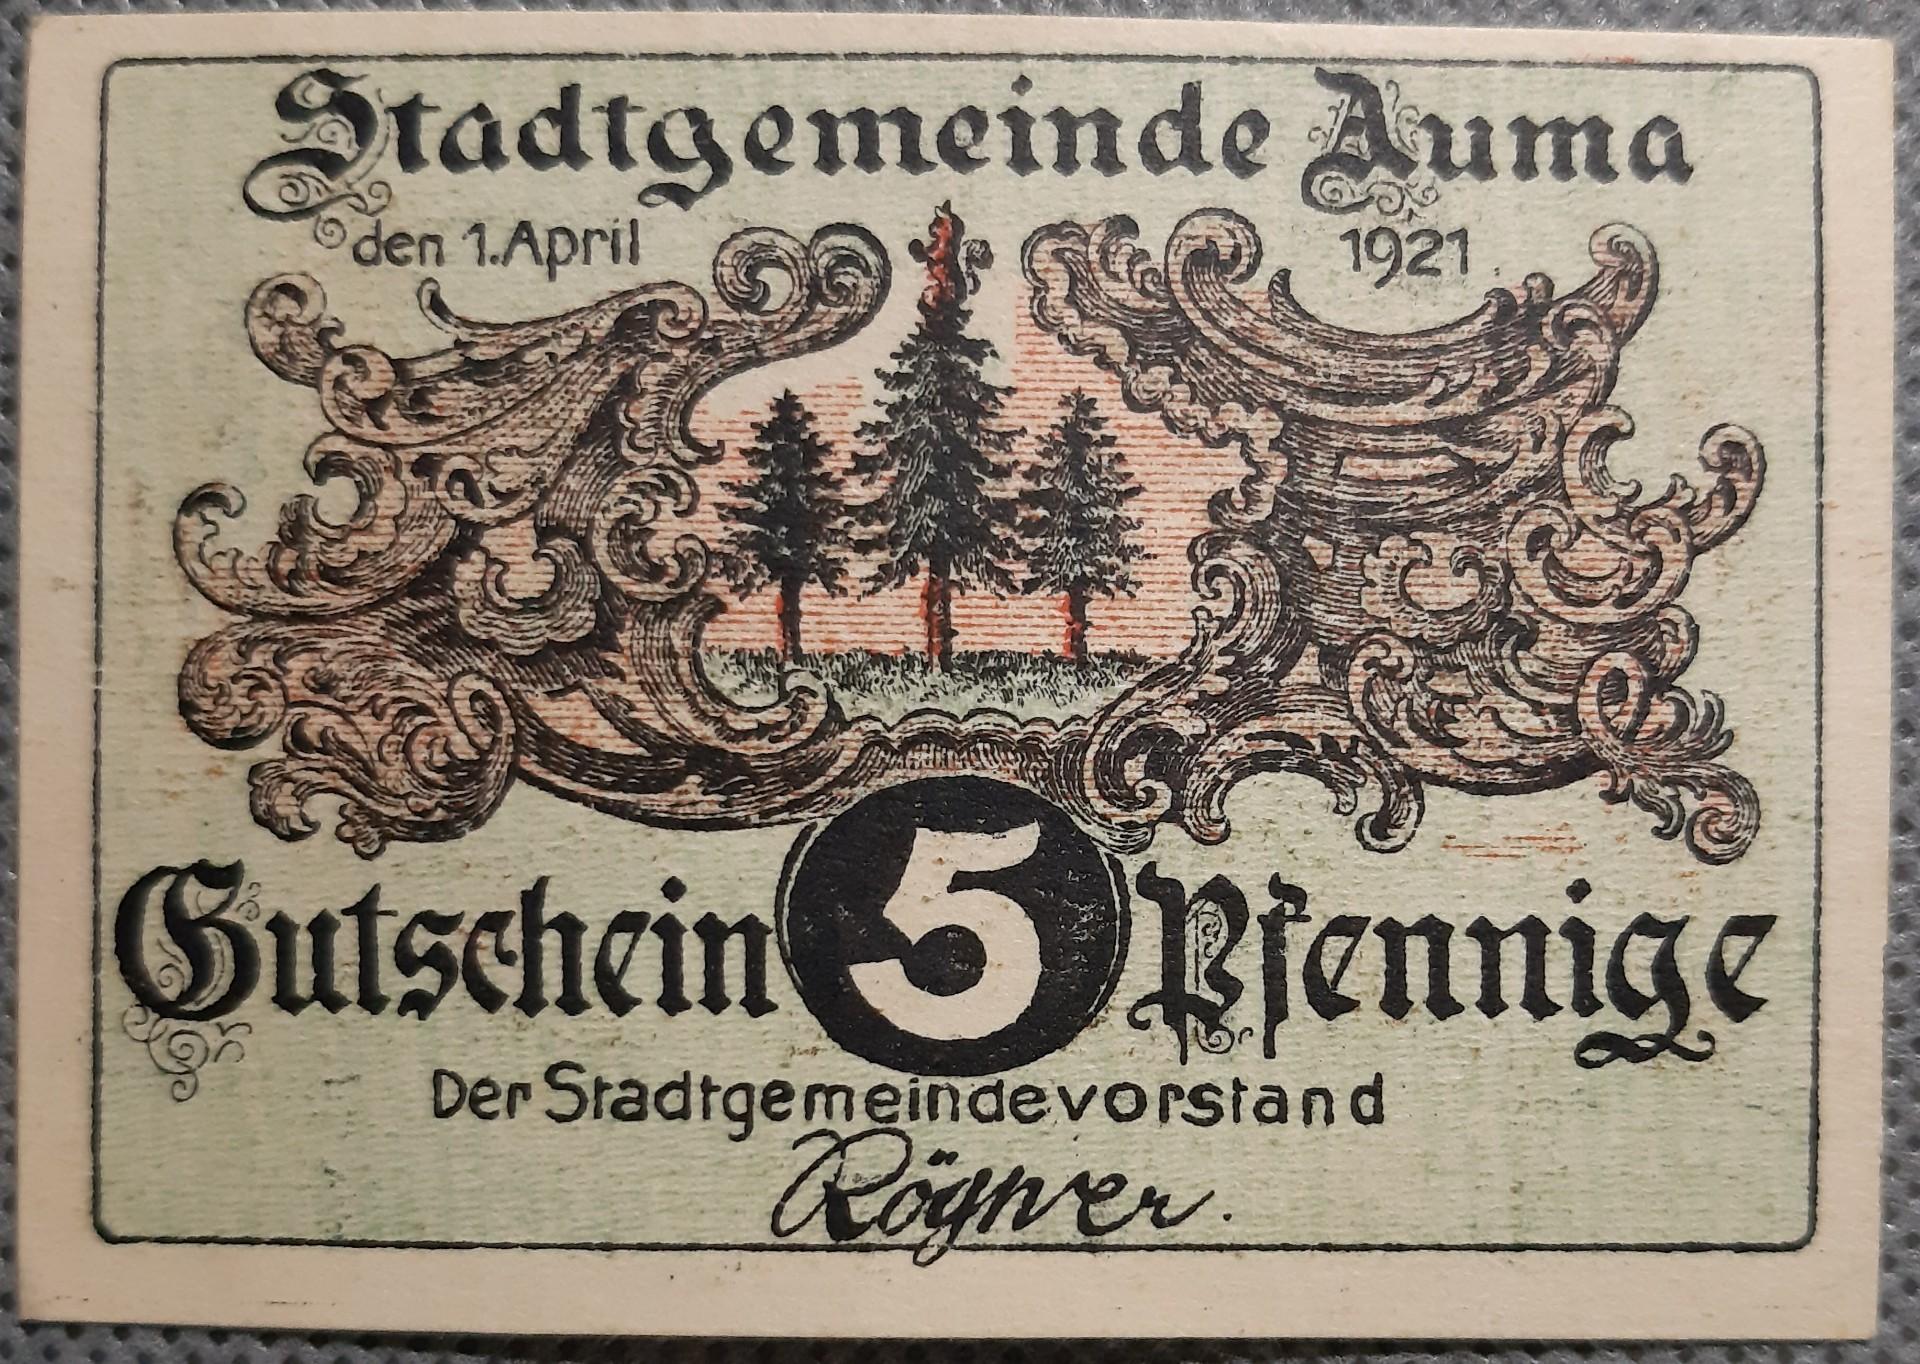 Stadtgemeinde Auma
den 1. April 1921.
Gutschein 5 Pfennige
Der Stadtgemeindevorstand
Rögner.